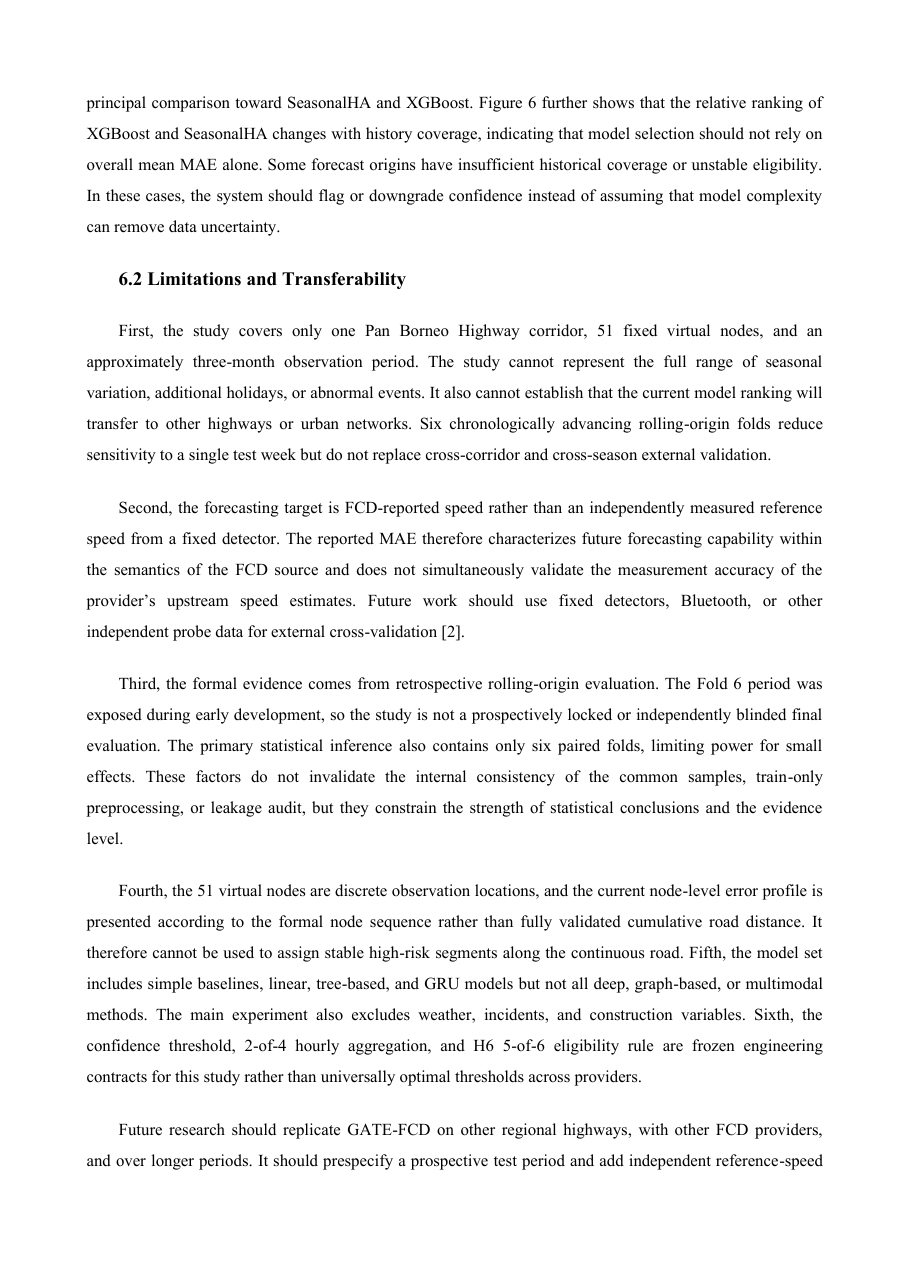 principal comparison toward SeasonalHA and XGBoost. Figure 6 further shows that the relative ranking of
XGBoost and SeasonalHA changes with history coverage, indicating that model selection should not rely on
overall mean MAE alone. Some forecast origins have insufficient historical coverage or unstable eligibility.
In these cases, the system should flag or downgrade confidence instead of assuming that model complexity
can remove data uncertainty.
6.2 Limitations and Transferability
First, the study covers only one Pan Borneo Highway corridor, 51 fixed virtual nodes, and an
approximately three-month observation period. The study cannot represent the full range of seasonal
variation, additional holidays, or abnormal events. It also cannot establish that the current model ranking will
transfer to other highways or urban networks. Six chronologically advancing rolling-origin folds reduce
sensitivity to a single test week but do not replace cross-corridor and cross-season external validation.
Second, the forecasting target is FCD-reported speed rather than an independently measured reference
speed from a fixed detector. The reported MAE therefore characterizes future forecasting capability within
the semantics of the FCD source and does not simultaneously validate the measurement accuracy of the
provider’s upstream speed estimates. Future work should use fixed detectors, Bluetooth, or other
independent probe data for external cross-validation [2].
Third, the formal evidence comes from retrospective rolling-origin evaluation. The Fold 6 period was
exposed during early development, so the study is not a prospectively locked or independently blinded final
evaluation. The primary statistical inference also contains only six paired folds, limiting power for small
effects. These factors do not invalidate the internal consistency of the common samples, train-only
preprocessing, or leakage audit, but they constrain the strength of statistical conclusions and the evidence
level.
Fourth, the 51 virtual nodes are discrete observation locations, and the current node-level error profile is
presented according to the formal node sequence rather than fully validated cumulative road distance. It
therefore cannot be used to assign stable high-risk segments along the continuous road. Fifth, the model set
includes simple baselines, linear, tree-based, and GRU models but not all deep, graph-based, or multimodal
methods. The main experiment also excludes weather, incidents, and construction variables. Sixth, the
confidence threshold, 2-of-4 hourly aggregation, and H6 5-of-6 eligibility rule are frozen engineering
contracts for this study rather than universally optimal thresholds across providers.
Future research should replicate GATE-FCD on other regional highways, with other FCD providers,
and over longer periods. It should prespecify a prospective test period and add independent reference-speed